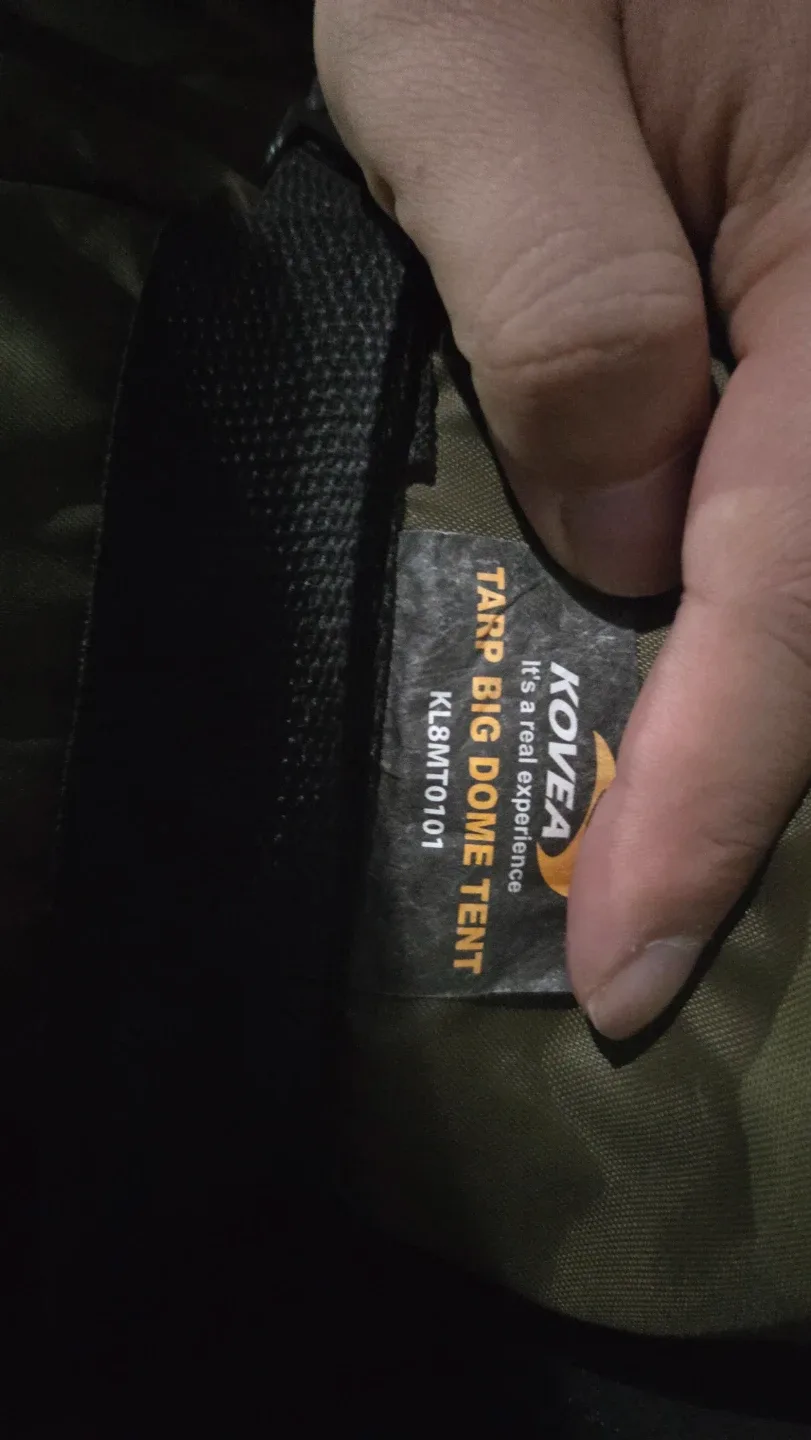 KOVEA
It's a real experience
TARP BIG DOME TENT
KL8MT0101